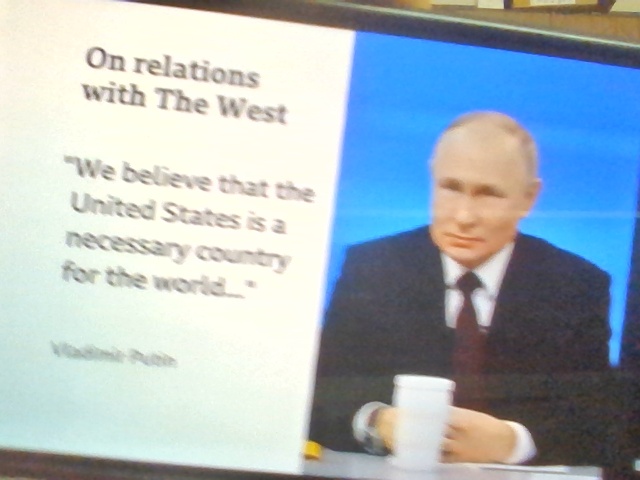 On relations
with The West
"We believe that the
United States is a
necessary country
for the world..."
Vladimir Putin